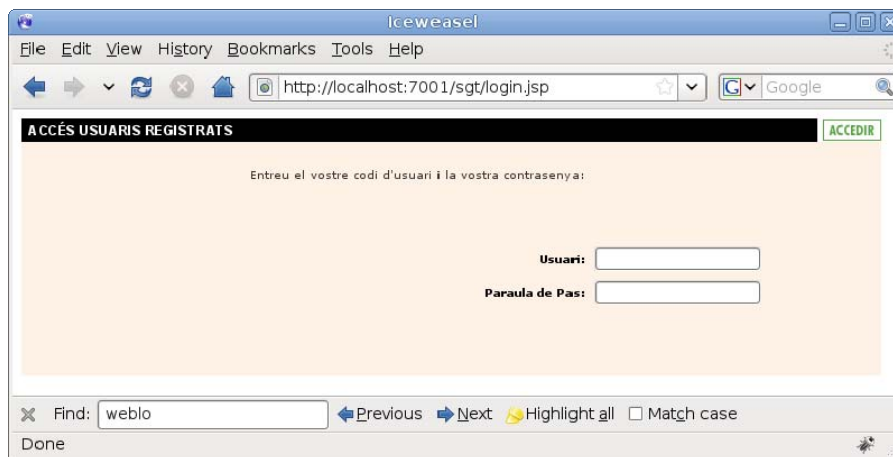 Iceweasel
File Edit View History Bookmarks Tools Help
http://localhost:7001/sgt/login.jsp G Google
ACCÉS USUARIS REGISTRATS ACCEDIR
Entreu el vostre codi d'usuari i la vostra contrasenya:
Usuari:
Paraula de Pas:
Find: weblo Previous Next Highlight all Match case
Done